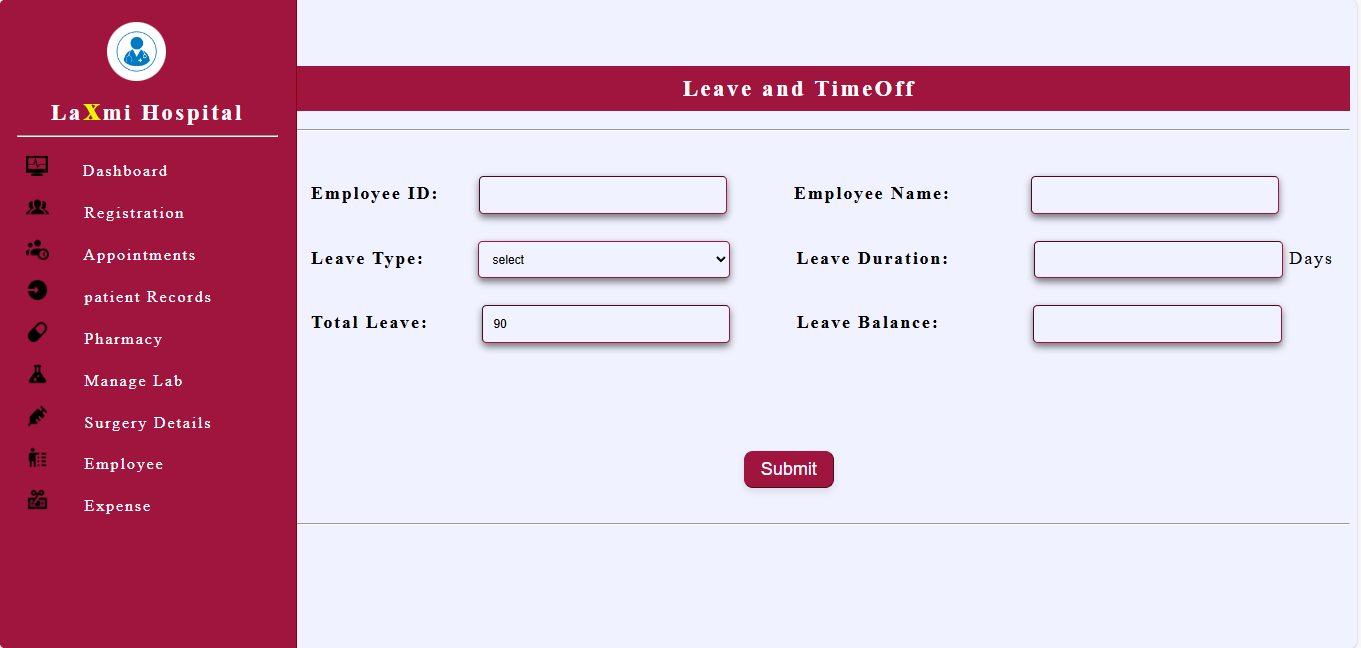 LaXmi Hospital
Dashboard
Registration
Appointments
patient Records
Pharmacy
Manage Lab
Surgery Details
Employee
Expense
Leave and TimeOff
Employee ID:
Employee Name:
Leave Type: select
Leave Duration: Days
Total Leave: 90
Leave Balance:
Submit